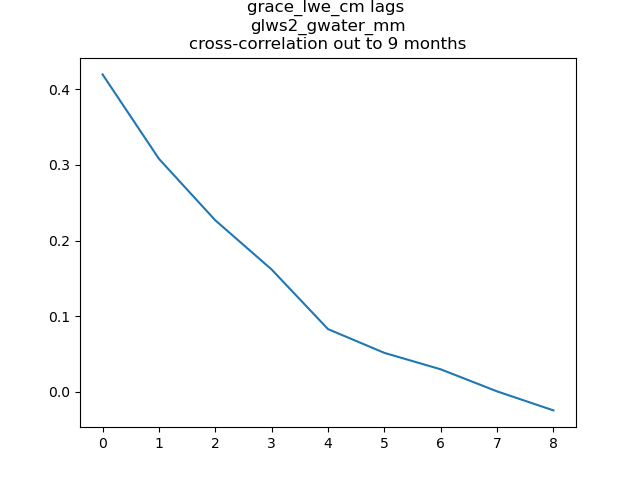 grace_lwe_cm lags
glws2_gwater_mm
cross-correlation out to 9 months
0.4
0.3
0.2
0.1
0.0
0 1 2 3 4 5 6 7 8